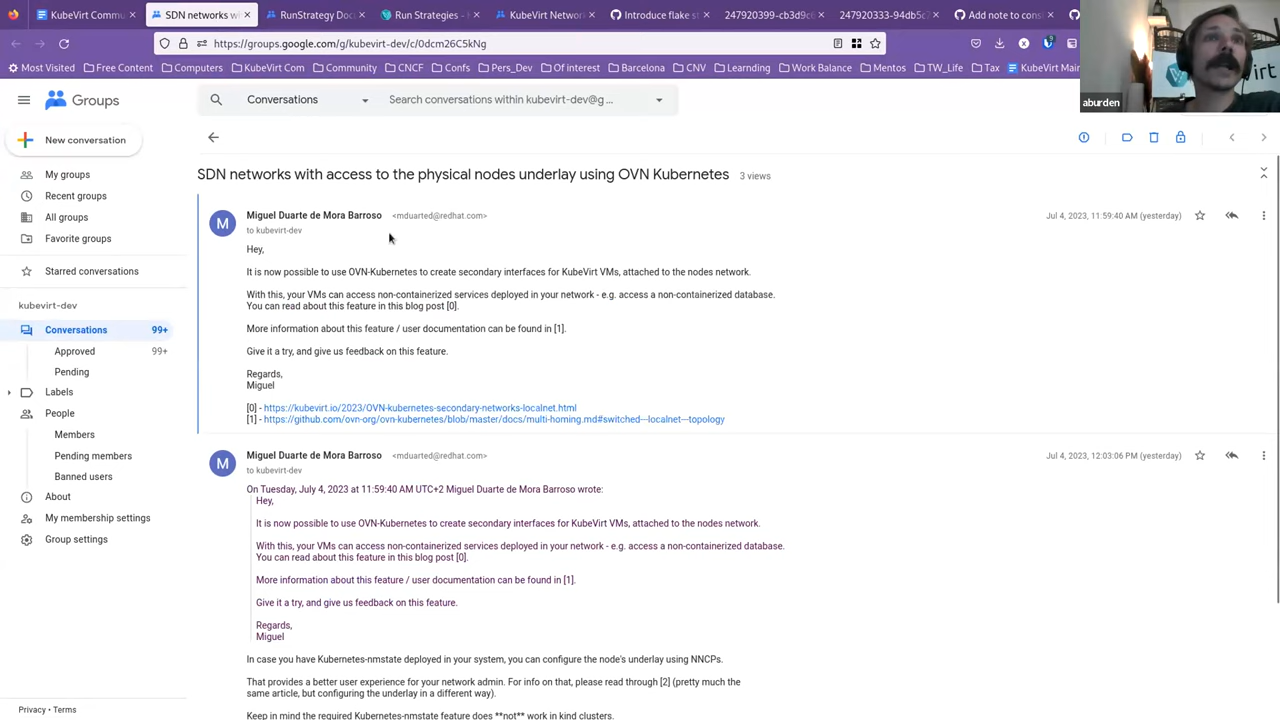 KubeVirt Commu
SDN networks w
RunStrategy Doc
Run Strategies -
KubeVirt Netwo
Introduce flake s
247920399-cb3d9c
247920333-94db5c
Add note to cons
https://groups.google.com/g/kubevirt-dev/c/0dcm26C5kNg
Most Visited
Free Content
Computers
KubeVirt Com
Community
CNCF
Confs
Pers_Dev
Of interest
Barcelona
CNV
Learnding
Work Balance
Mentos
TW_Life
Tax
KubeVirt Main
aburden
Groups
Conversations
Search conversations within kubevirt-dev@g ...
New conversation
My groups
Recent groups
All groups
Favorite groups
Starred conversations
kubevirt-dev
Conversations 99+
Approved 99+
Pending
Labels
People
Members
Pending members
Banned users
About
My membership settings
Group settings
Privacy • Terms
SDN networks with access to the physical nodes underlay using OVN Kubernetes 3 views
M
Miguel Duarte de Mora Barroso <mduarted@redhat.com>
Jul 4, 2023, 11:59:40 AM (yesterday)
to kubevirt-dev
Hey,
It is now possible to use OVN-Kubernetes to create secondary interfaces for KubeVirt VMs, attached to the nodes network.
With this, your VMs can access non-containerized services deployed in your network - e.g. access a non-containerized database.
You can read about this feature in this blog post [0].
More information about this feature / user documentation can be found in [1].
Give it a try, and give us feedback on this feature.
Regards,
Miguel
[0] - https://kubevirt.io/2023/OVN-kubernetes-secondary-networks-localnet.html
[1] - https://github.com/ovn-org/ovn-kubernetes/blob/master/docs/multi-homing.md#switched---localnet---topology
M
Miguel Duarte de Mora Barroso <mduarted@redhat.com>
Jul 4, 2023, 12:03:06 PM (yesterday)
to kubevirt-dev
On Tuesday, July 4, 2023 at 11:59:40 AM UTC+2 Miguel Duarte de Mora Barroso wrote:
Hey,
It is now possible to use OVN-Kubernetes to create secondary interfaces for KubeVirt VMs, attached to the nodes network.
With this, your VMs can access non-containerized services deployed in your network - e.g. access a non-containerized database.
You can read about this feature in this blog post [0].
More information about this feature / user documentation can be found in [1].
Give it a try, and give us feedback on this feature.
Regards,
Miguel
In case you have Kubernetes-nmstate deployed in your system, you can configure the node's underlay using NNCPs.
That provides a better user experience for your network admin. For info on that, please read through [2] (pretty much the
same article, but configuring the underlay in a different way).
Keep in mind the required Kubernetes-nmstate feature does **not** work in kind clusters.